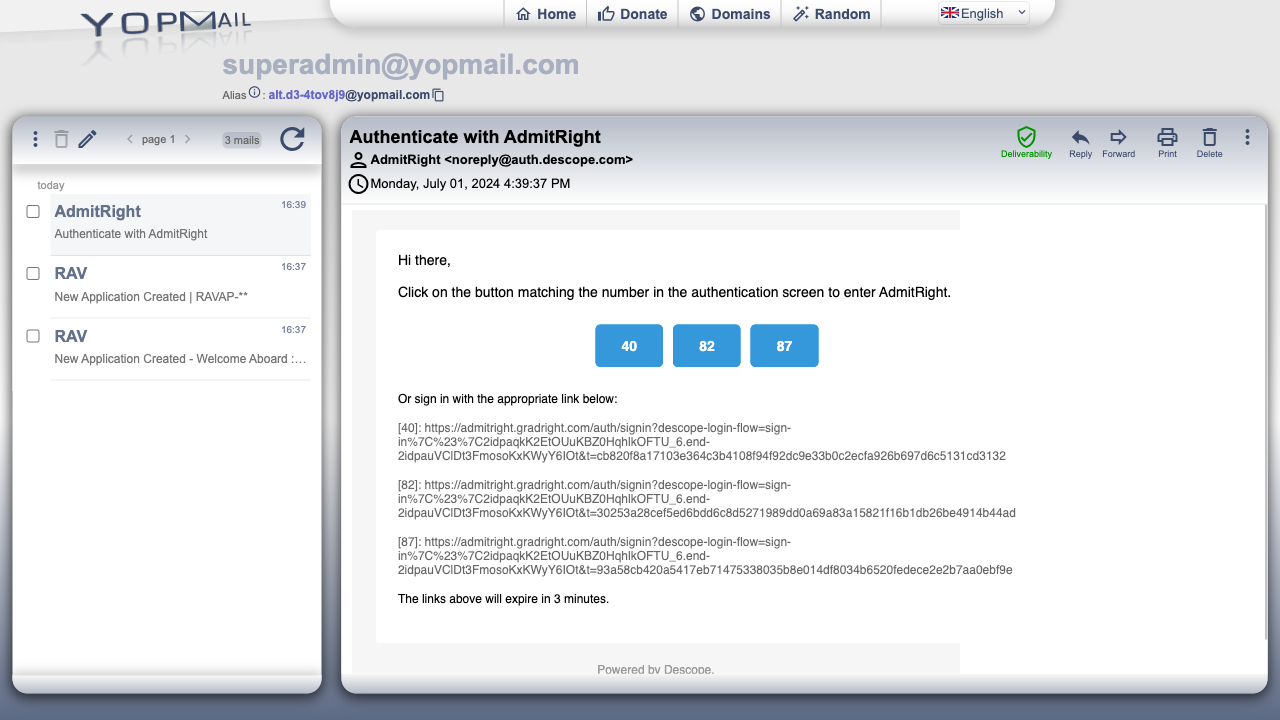 YOPMAIL
Home
Donate
Domains
Random
English
superadmin@yopmail.com
Alias : alt.d3-4tov8j9@yopmail.com
page 1
3 mails
today
AdmitRight
16:39
Authenticate with AdmitRight
RAV
16:37
New Application Created | RAVAP-**
RAV
16:37
New Application Created - Welcome Aboard :…
Authenticate with AdmitRight
AdmitRight <noreply@auth.descope.com>
Monday, July 01, 2024 4:39:37 PM
Deliverability
Reply
Forward
Print
Delete
Hi there,
Click on the button matching the number in the authentication screen to enter AdmitRight.
40
82
87
Or sign in with the appropriate link below:
[40]: https://admitright.gradright.com/auth/signin?descope-login-flow=sign-
in%7C%23%7C2idpaqkK2EtOUuKBZ0HqhlkOFTU_6.end-
2idpauVClDt3FmosoKxKWyY6IOt&t=cb820f8a17103e364c3b4108f94f92dc9e33b0c2ecfa926b697d6c5131cd3132
[82]: https://admitright.gradright.com/auth/signin?descope-login-flow=sign-
in%7C%23%7C2idpaqkK2EtOUuKBZ0HqhlkOFTU_6.end-
2idpauVClDt3FmosoKxKWyY6IOt&t=30253a28cef5ed6bdd6c8d5271989dd0a69a83a15821f16b1db26be4914b44ad
[87]: https://admitright.gradright.com/auth/signin?descope-login-flow=sign-
in%7C%23%7C2idpaqkK2EtOUuKBZ0HqhlkOFTU_6.end-
2idpauVClDt3FmosoKxKWyY6IOt&t=93a58cb420a5417eb71475338035b8e014df8034b6520fedece2e2b7aa0ebf9e
The links above will expire in 3 minutes.
Powered by Descope.